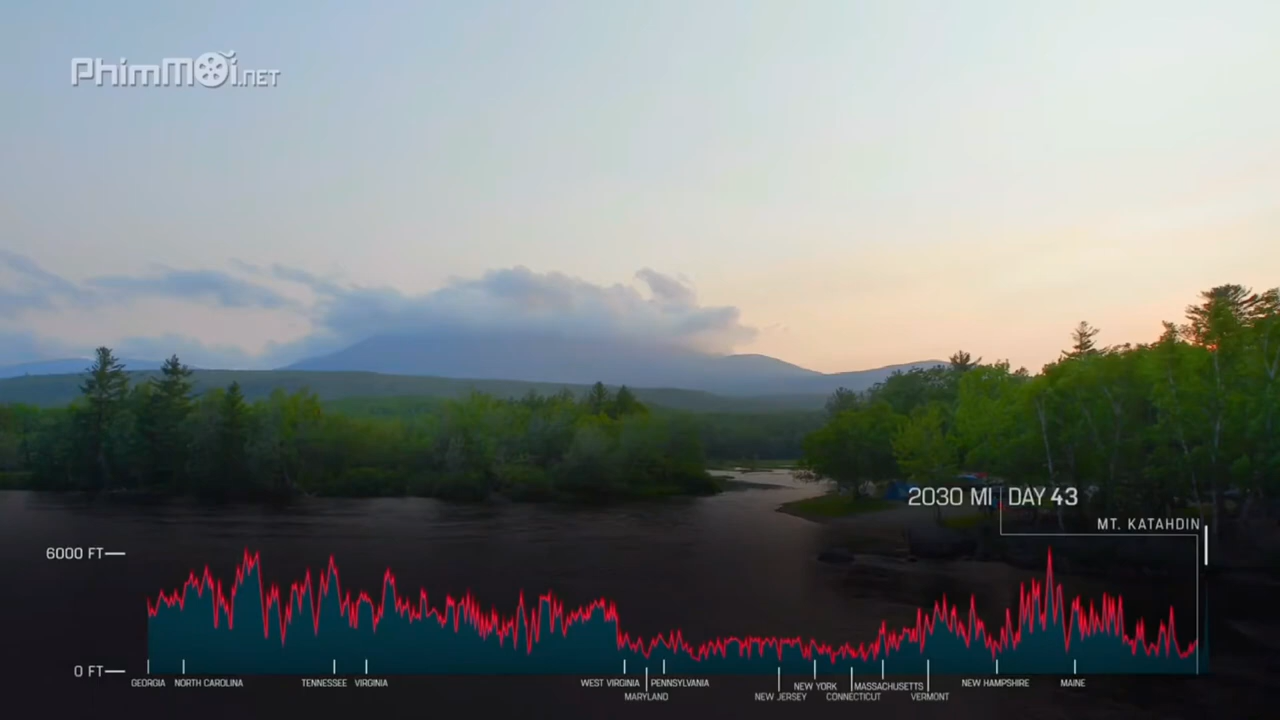 PhimMỡi.NET
2030 MI | DAY 43
MT. KATAHDIN
6000 FT
0 FT
GEORGIA NORTH CAROLINA TENNESSEE VIRGINIA WEST VIRGINIA PENNSYLVANIA NEW YORK MASSACHUSETTS NEW HAMPSHIRE MAINE
MARYLAND NEW JERSEY CONNECTICUT VERMONT